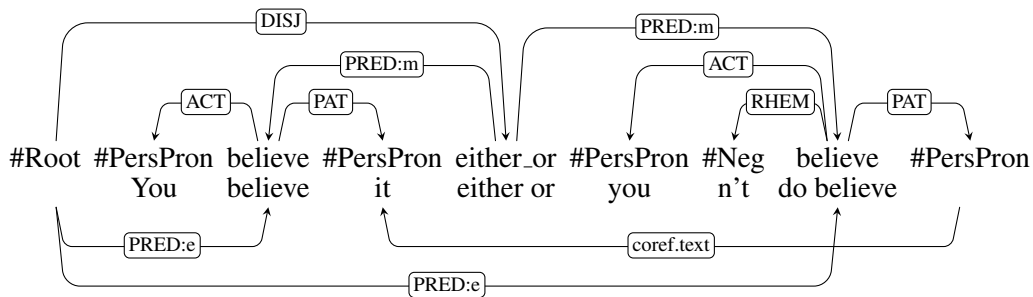 DISJ PRED:m
PRED:m ACT
ACT PAT RHEM PAT
#Root #PersPron believe #PersPron either_or #PersPron #Neg believe #PersPron
You believe it either or you n't do believe
PRED:e coref.text
PRED:e